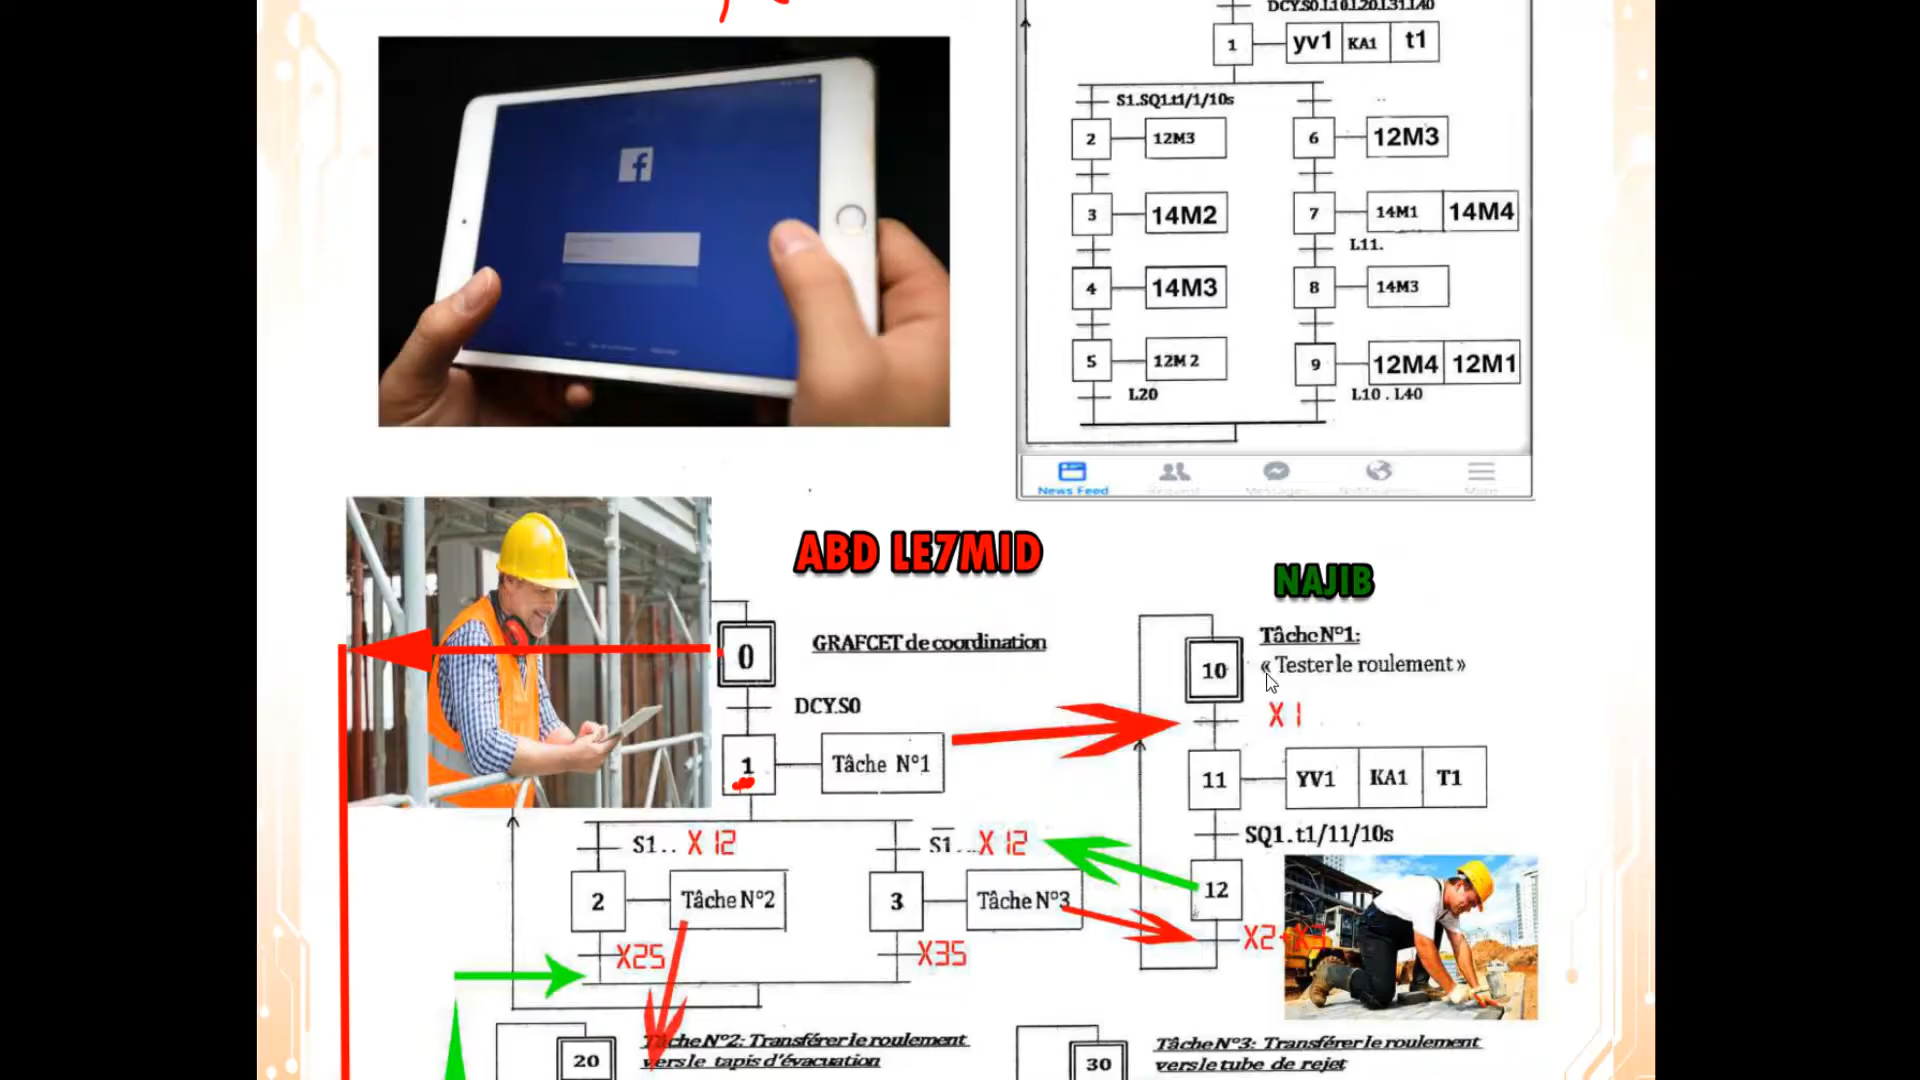 DCY.S0.L10.L20.L31.L40
1 yv1 KA1 t1
S1.SQ1.t1/1/10s
2 12M3 6 12M3
3 14M2 7 14M1 14M4
L11.
4 14M3 8 14M3
5 12M 2 9 12M4 12M1
L20 L10 . L40
News Feed
ABD LE7MID
NAJIB
0 GRAFCET de coordination
10 Tâche N°1:
« Tester le roulement »
DCY.S0
X1
1 Tâche N°1
11 YV1 KA1 T1
S1.. X12 S1... X12
SQ1.t1/11/10s
2 Tâche N°2 3 Tâche N°3
12
X25 X35 X2+X3
20 Tâche N°2: Transférer le roulement
vers le tapis d'évacuation
30 Tâche N°3: Transférer le roulement
vers le tube de rejet